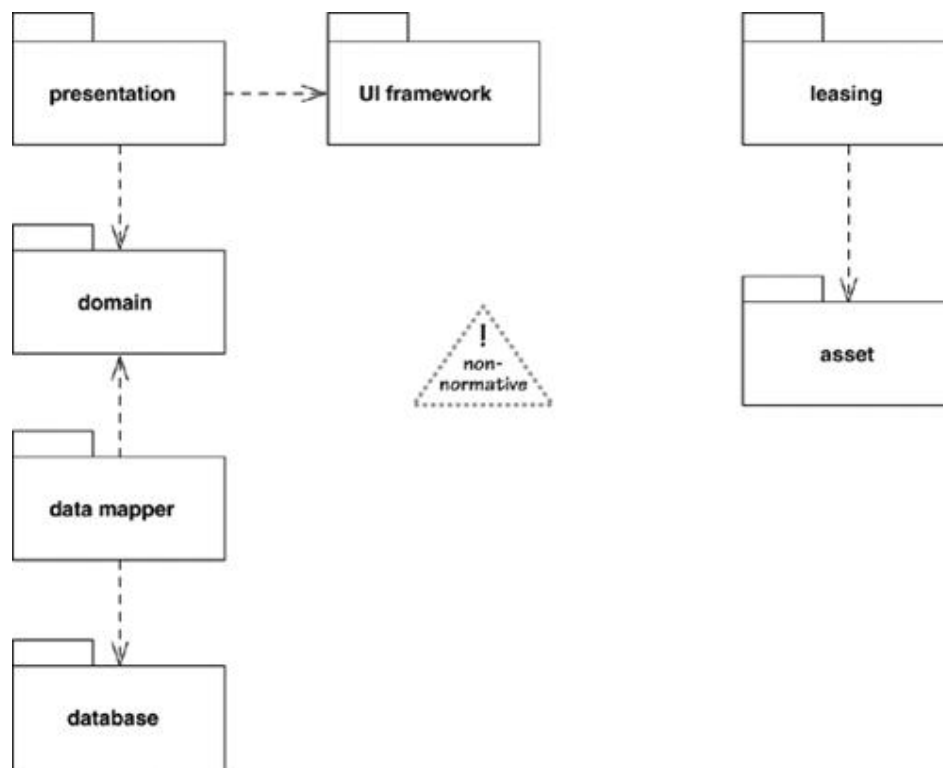 presentation
UI framework
leasing
domain
asset
!
non-
normative
data mapper
database